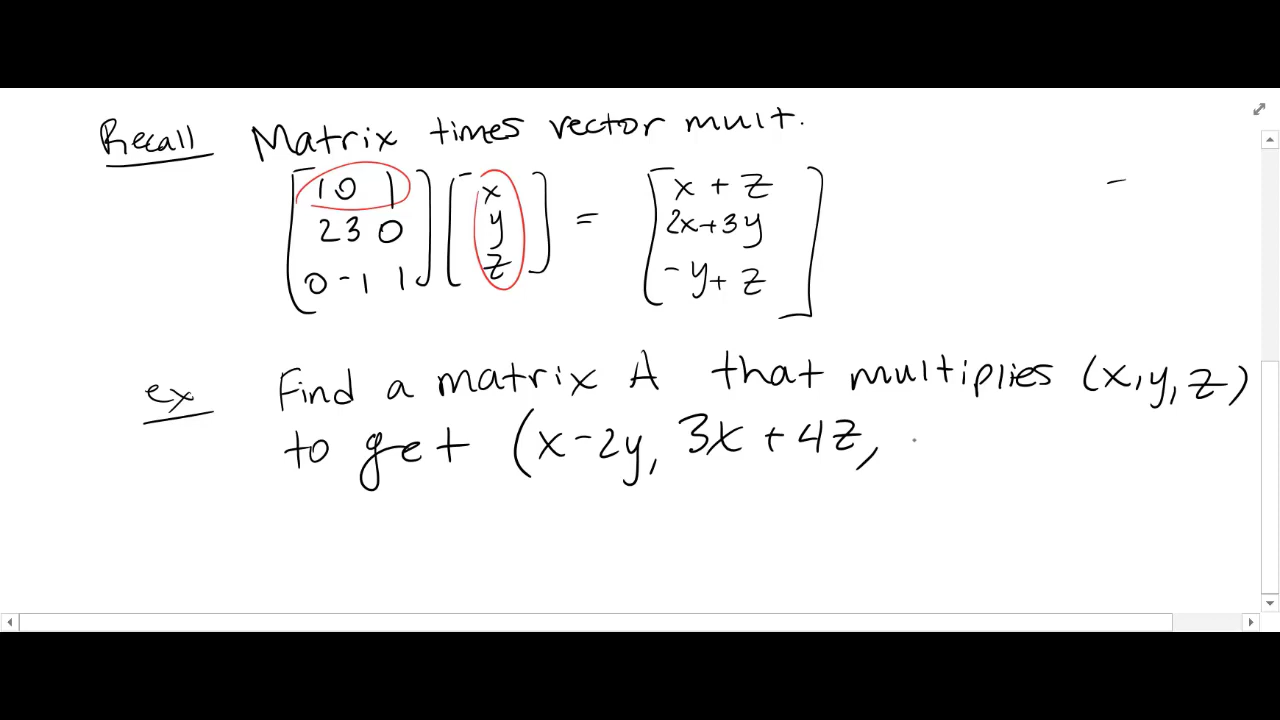 Recall Matrix times vector mult.
[1 0 1] [x] = [x + z]
[2 3 0] [y] [2x+3y]
[0 -1 1] [z] [-y+z]
ex Find a matrix A that multiplies (x,y,z)
to get (x-2y, 3x+4z,